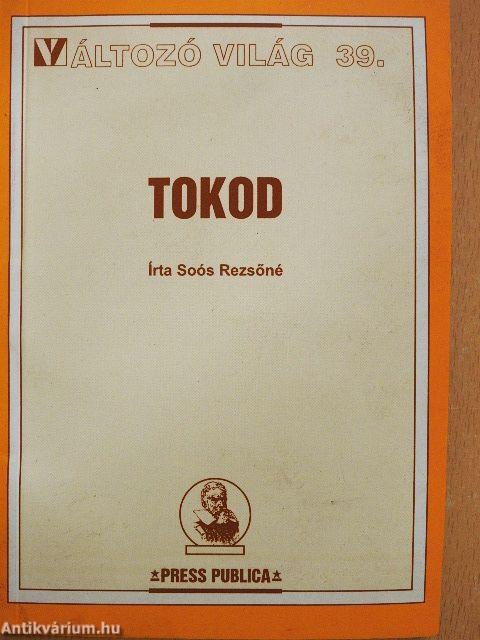 VÁLTOZÓ VILÁG 39.
TOKOD
Írta Soós Rezsőné
*PRESS PUBLICA*
Antikvárium.hu